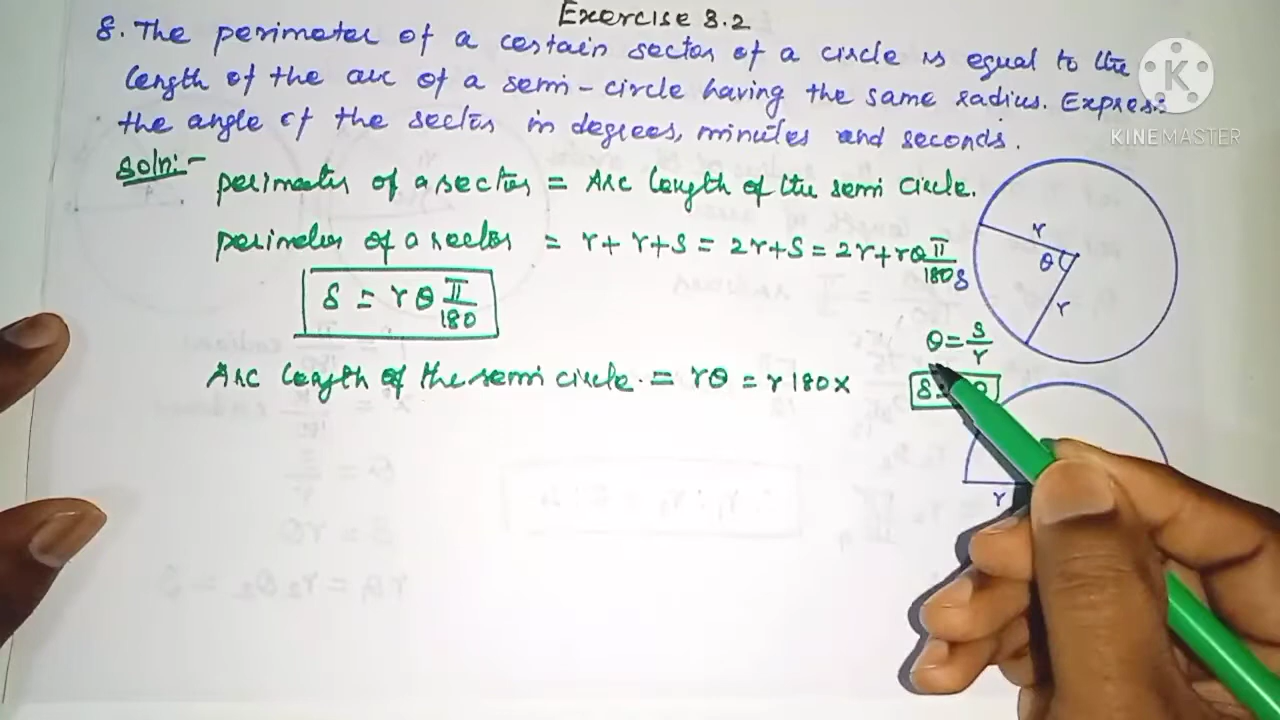 Exercise 3.2
8. The perimeter of a certain sector of a circle is equal to the
length of the arc of a semi-circle having the same radius. Express
the angle of the sector in degrees, minutes and seconds.
K
KINEMASTER
Soln:-
perimeter of a sector = Arc length of the semi circle.
perimeter of a sector = r + r + s = 2r + s = 2r + rθ π/180
s = rθ π/180
r
θ
r
s
θ = s/r
Arc length of the semi circle. = rθ = r 180 ×
r